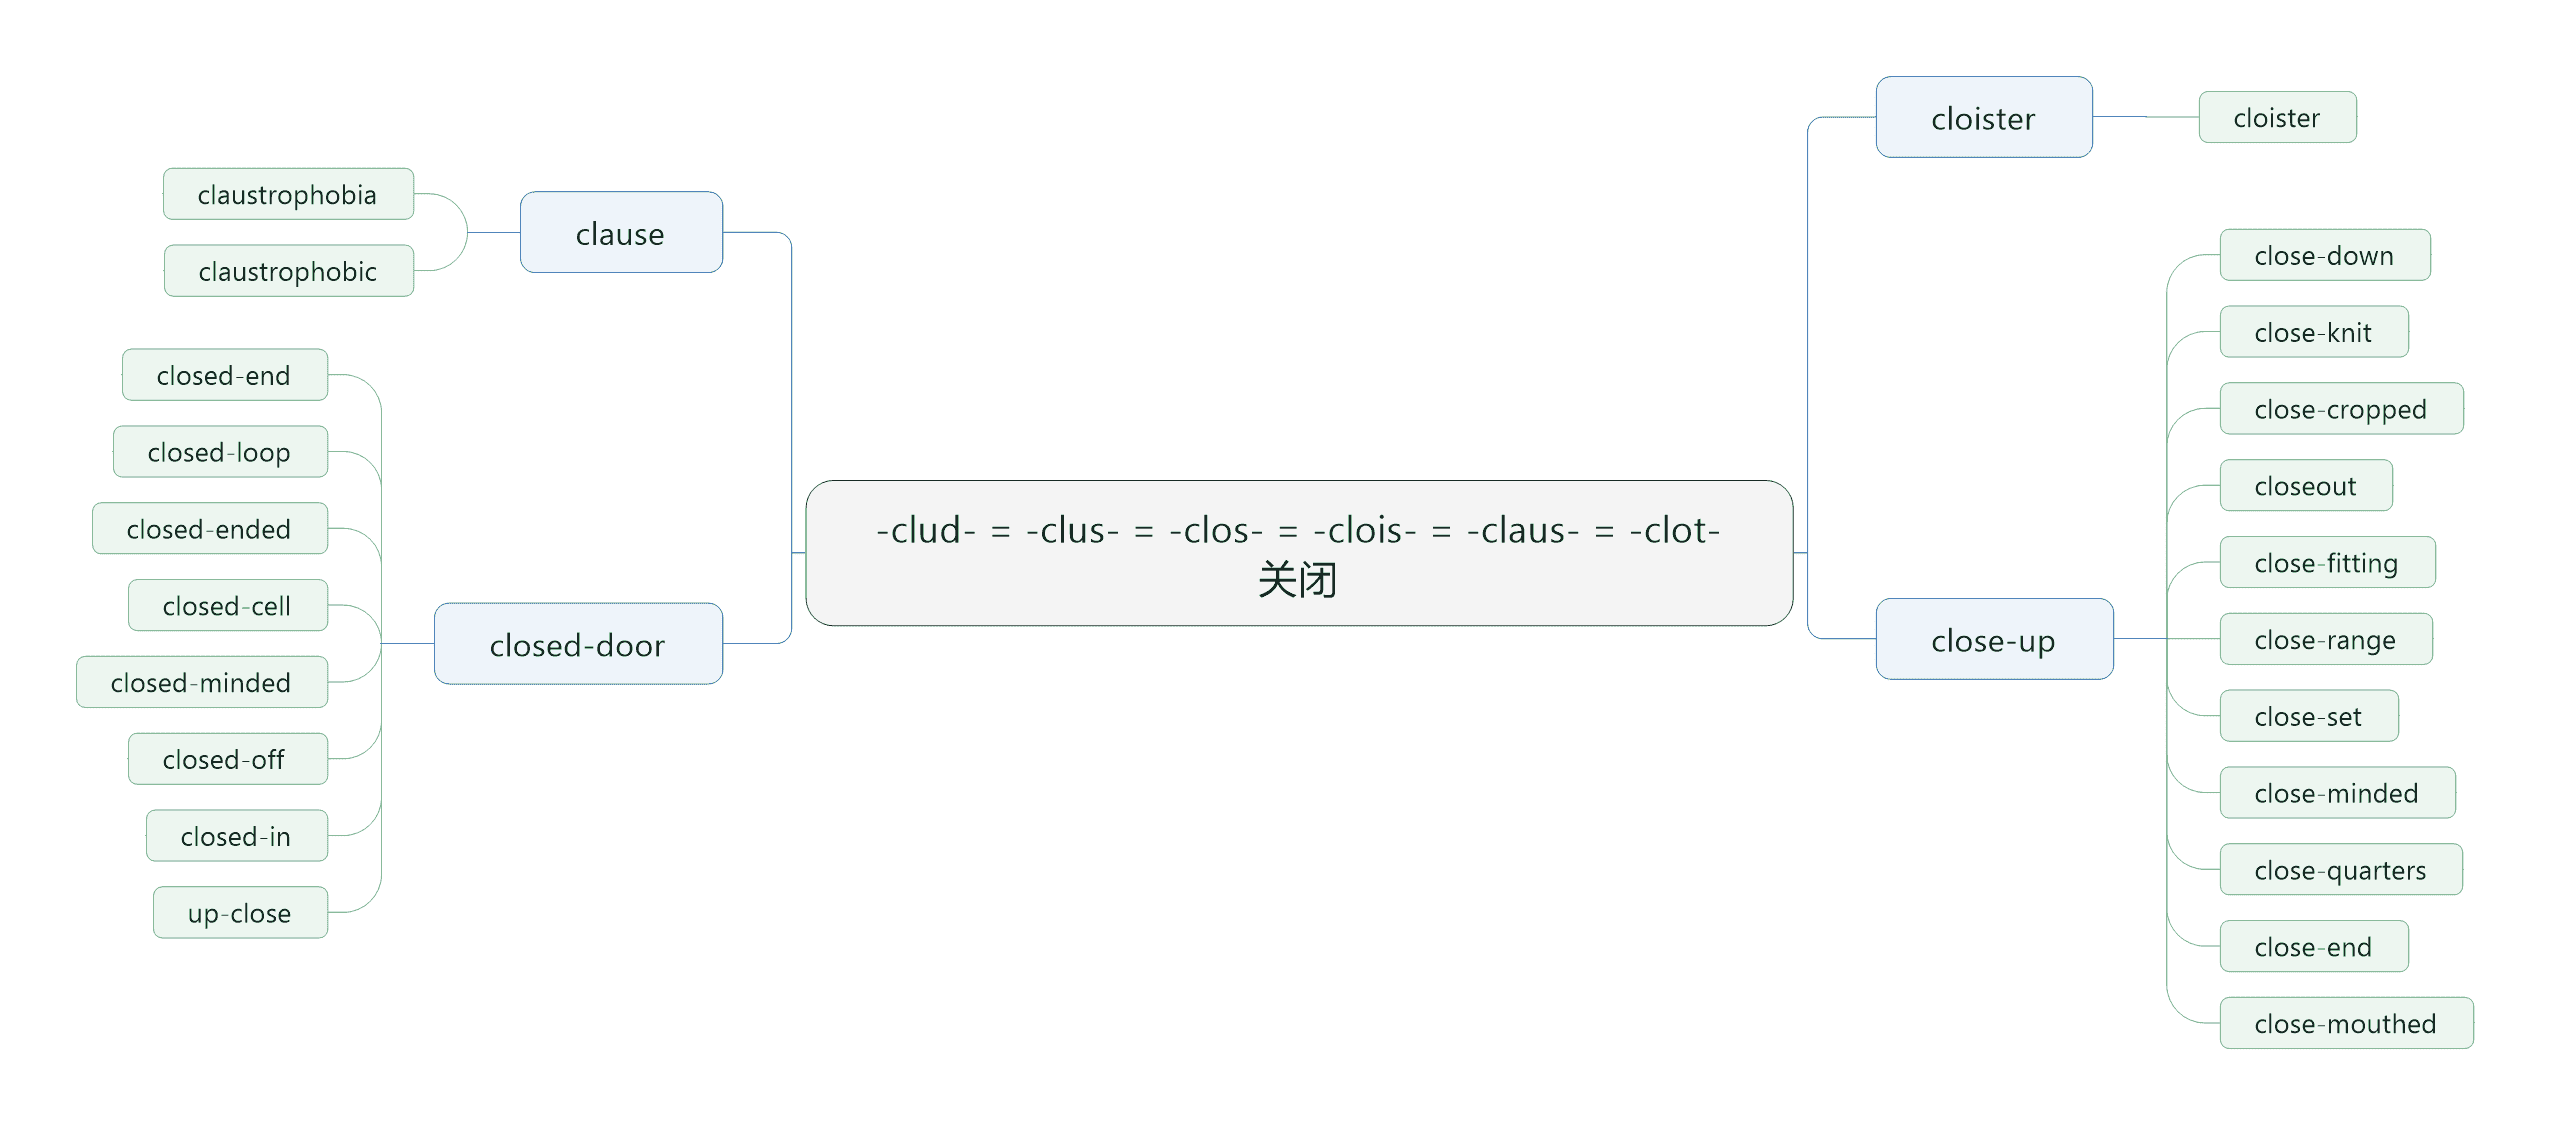 -clud- = -clus- = -clos- = -clois- = -claus- = -clot-
关闭
clause
claustrophobia
claustrophobic
closed-door
closed-end
closed-loop
closed-ended
closed-cell
closed-minded
closed-off
closed-in
up-close
cloister
cloister
close-up
close-down
close-knit
close-cropped
closeout
close-fitting
close-range
close-set
close-minded
close-quarters
close-end
close-mouthed